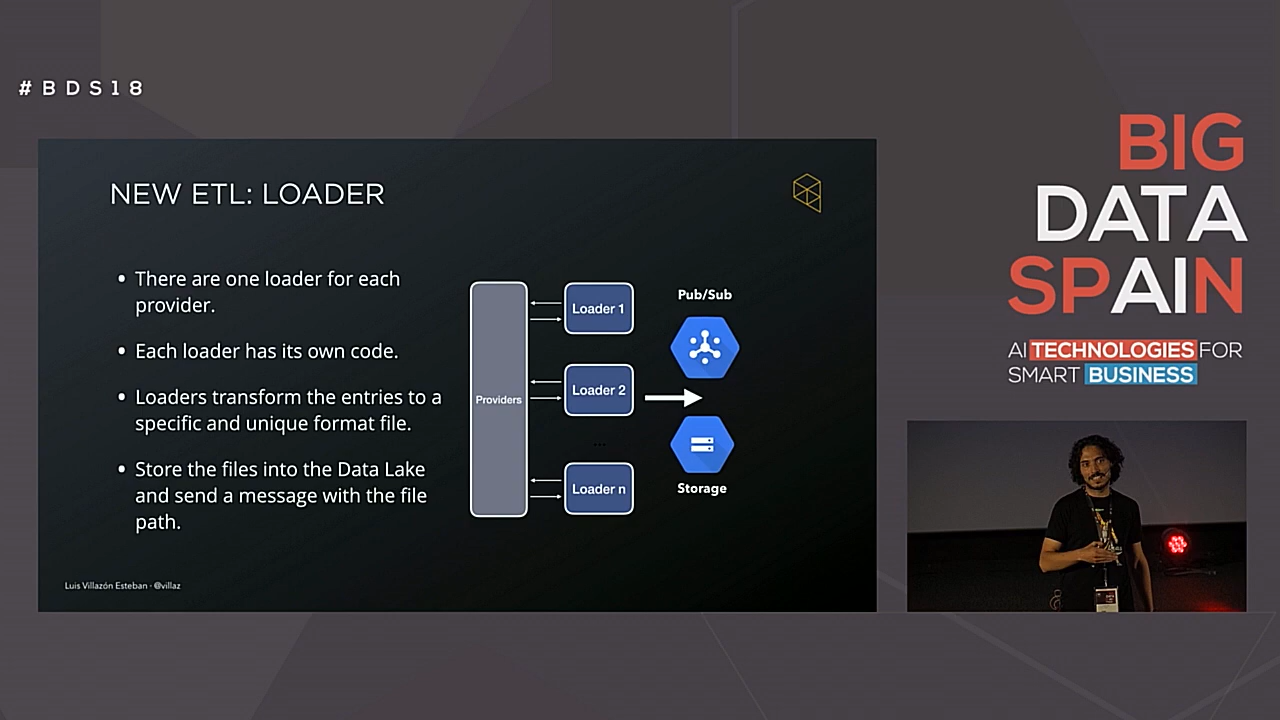 #BDS18
NEW ETL: LOADER
• There are one loader for each
provider.
• Each loader has its own code.
• Loaders transform the entries to a
specific and unique format file.
• Store the files into the Data Lake
and send a message with the file
path.
Providers
Loader 1
Loader 2
...
Loader n
Pub/Sub
Storage
Luis Villazón Esteban · @villaz
BIG
DATA
SPAIN
AI TECHNOLOGIES FOR
SMART BUSINESS